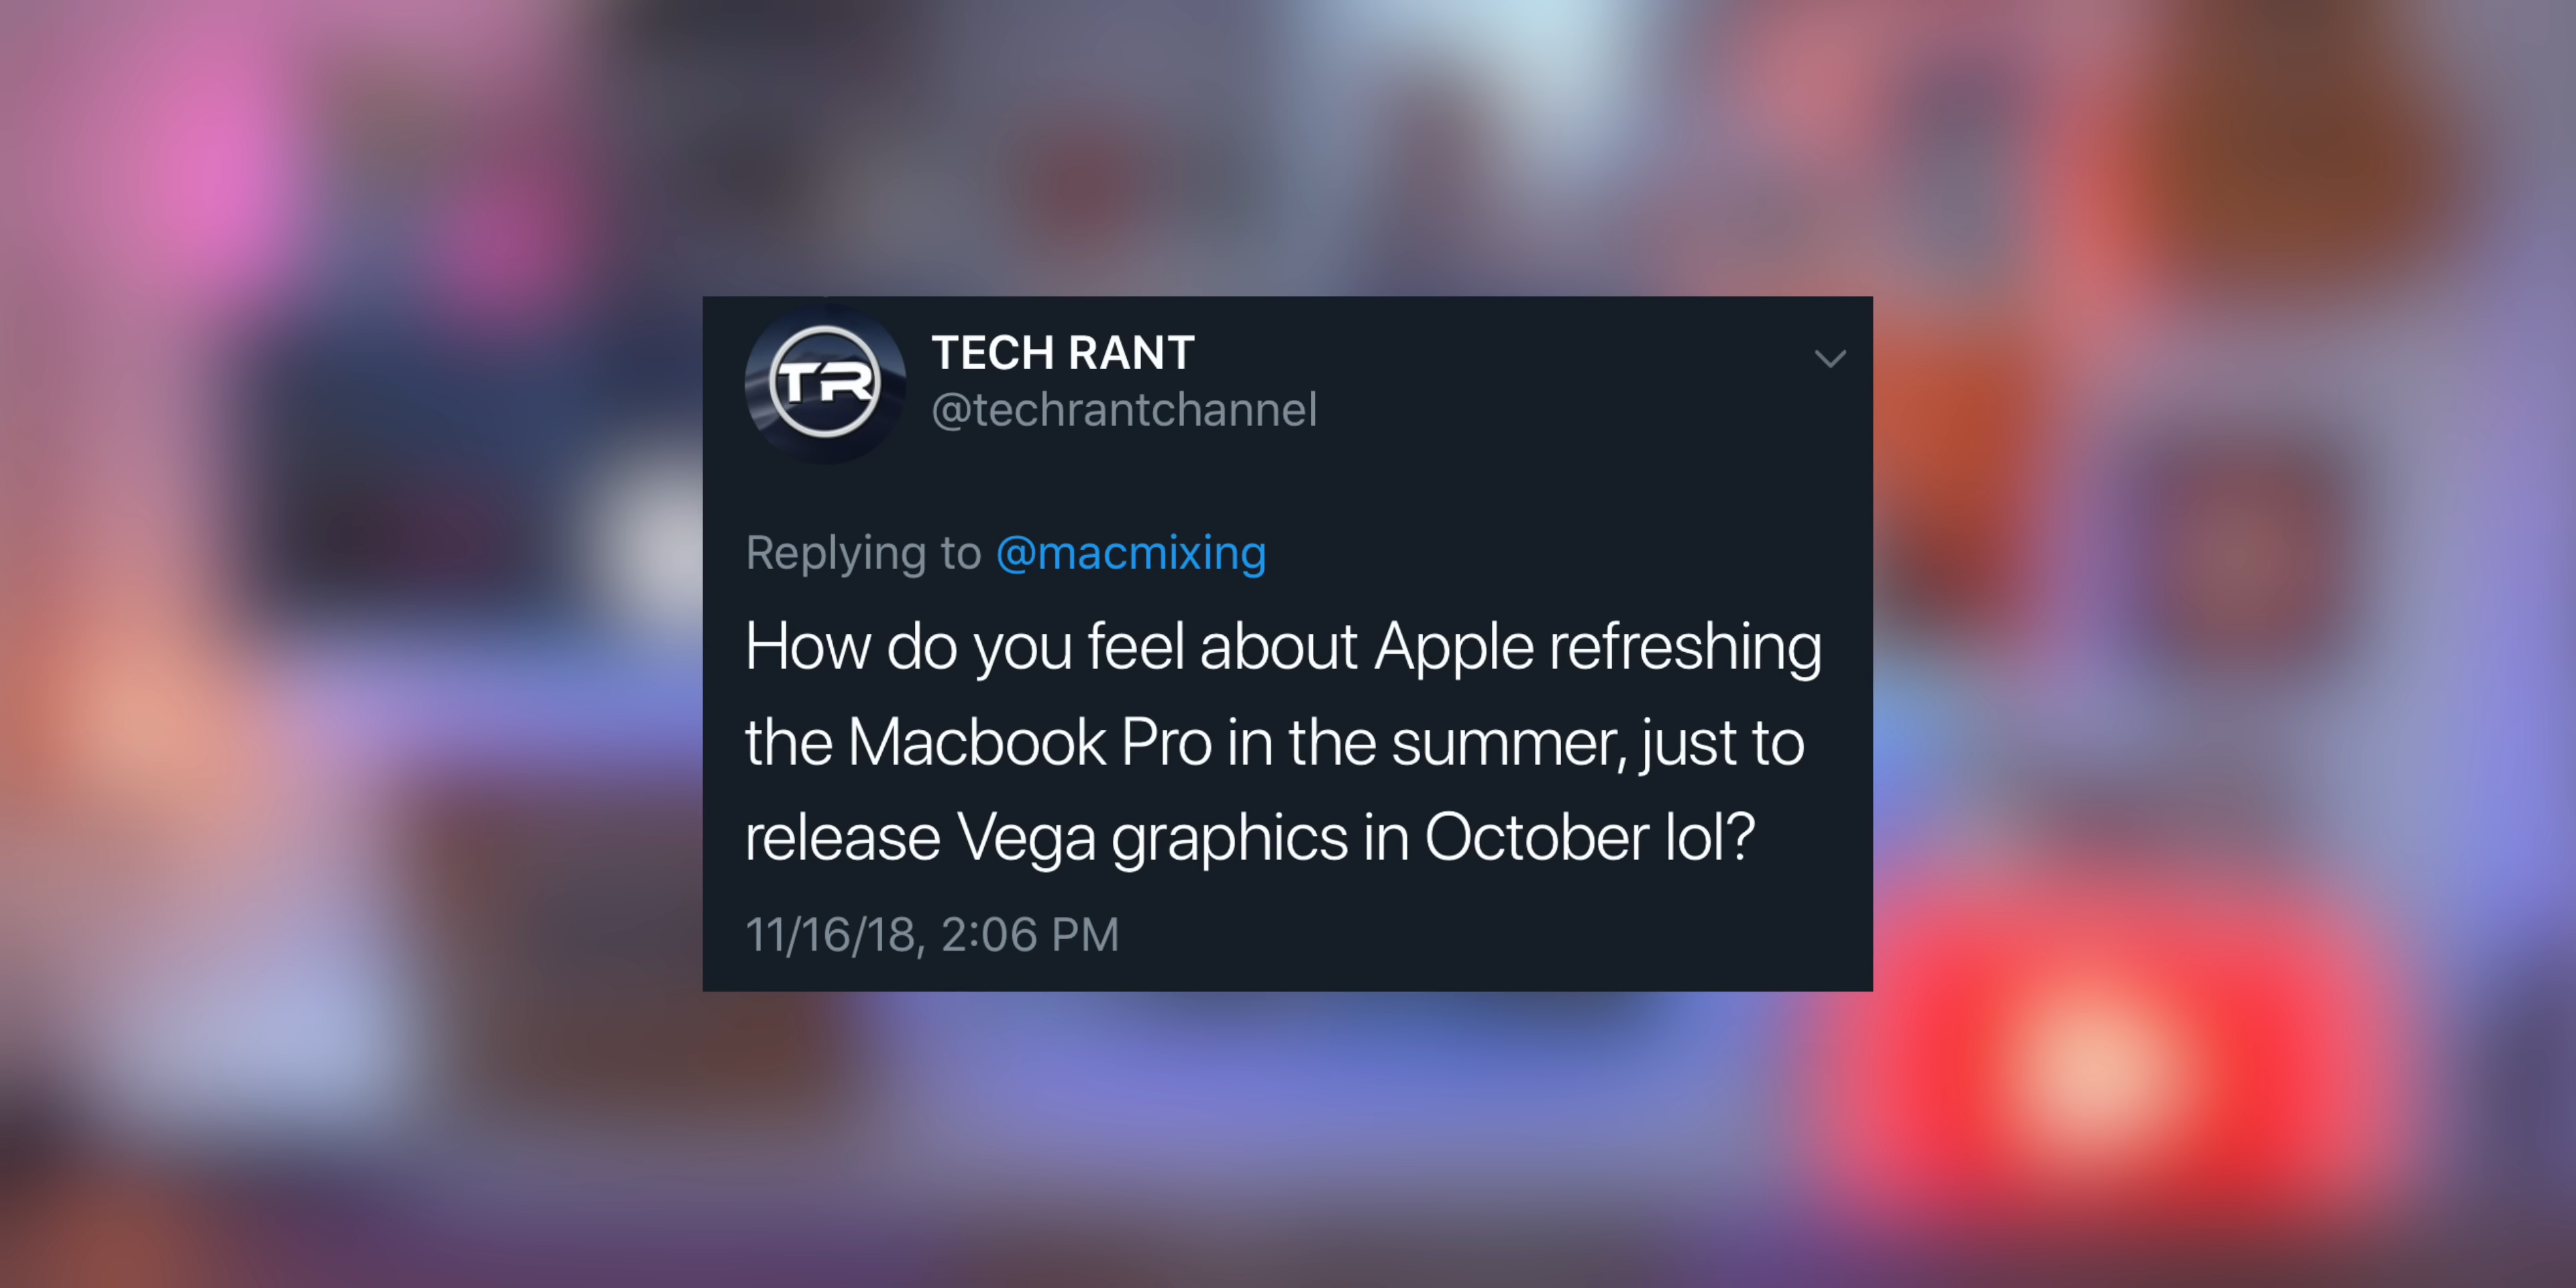 TR
TECH RANT
@techrantchannel
Replying to @macmixing
How do you feel about Apple refreshing
the Macbook Pro in the summer, just to
release Vega graphics in October lol?
11/16/18, 2:06 PM